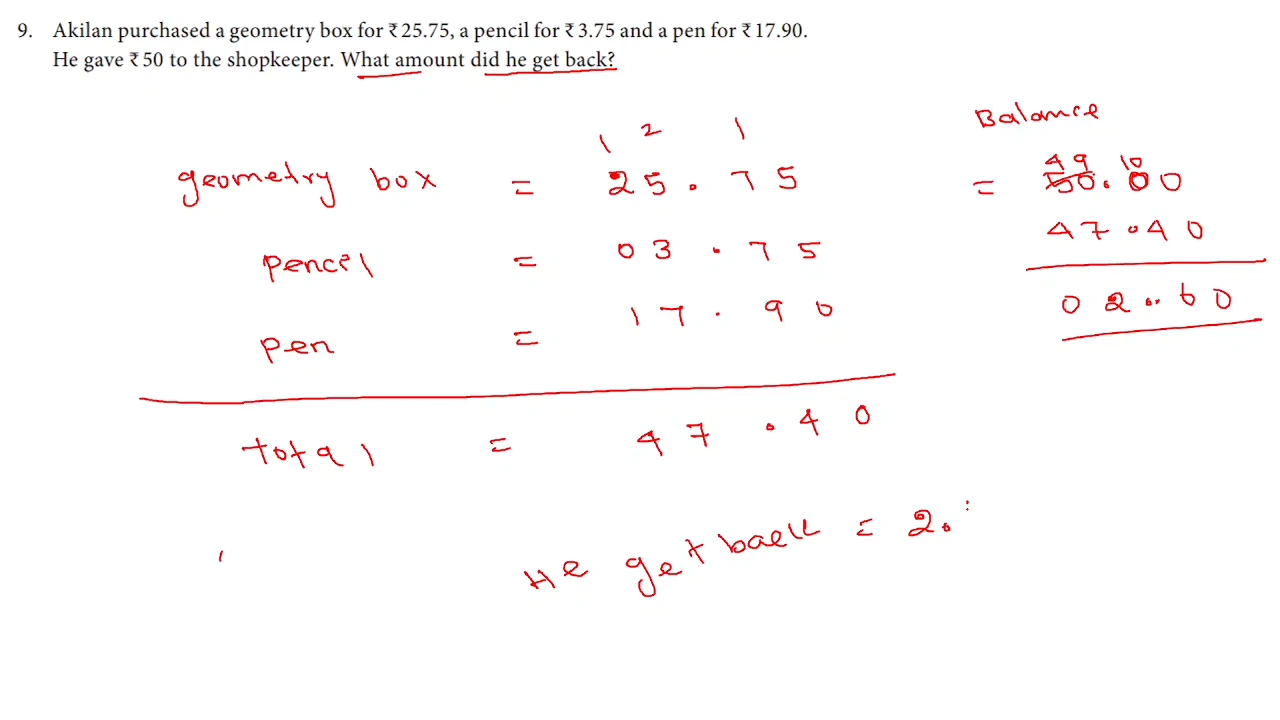 9. Akilan purchased a geometry box for ₹25.75, a pencil for ₹3.75 and a pen for ₹17.90.
He gave ₹50 to the shopkeeper. What amount did he get back?
Balance
1 2 1
49 10
geometry box = 25.75
= 50.00
pencil = 03.75
47.40
pen = 17.90
02.60
total = 47.40
He get back = 2.